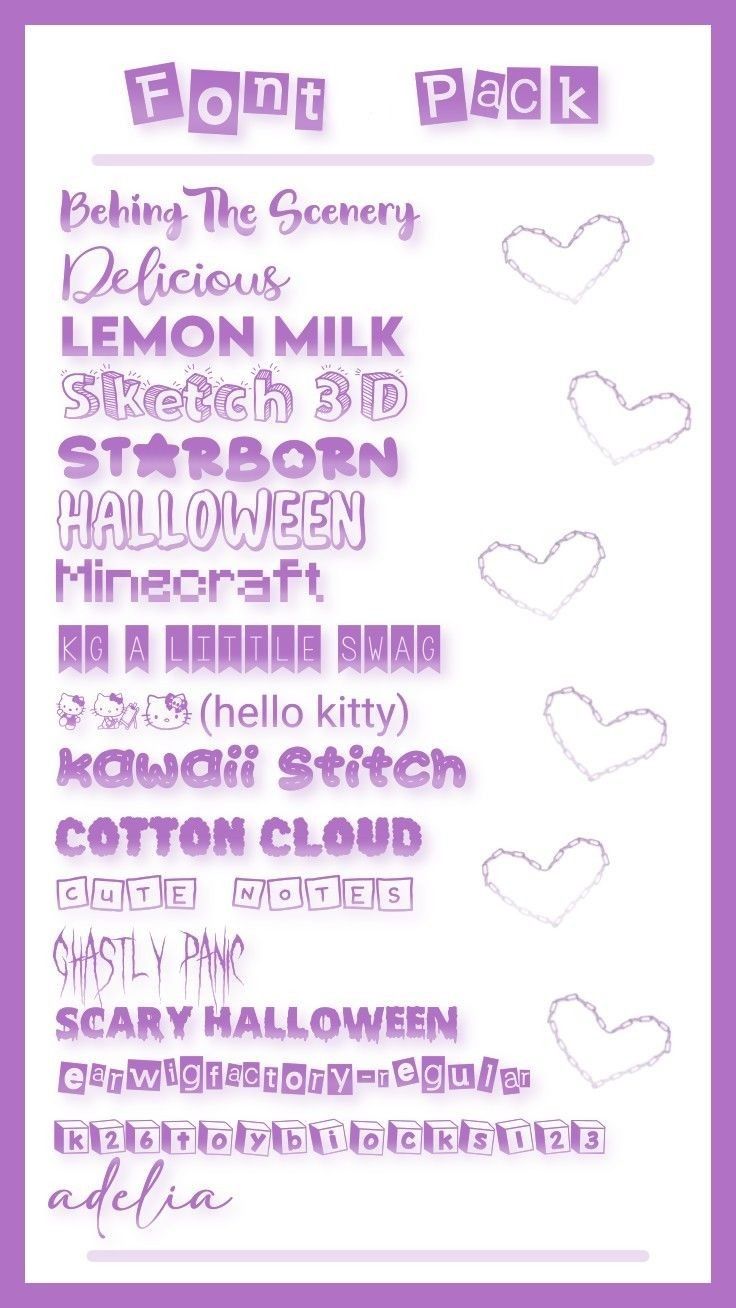 Font Pack
Behing The Scenery
Delicious
LEMON MILK
Sketch 3D
STARBORN
HALLOWEEN
Minecraft
KG A LITTLE SWAG
(hello kitty)
Kawaii Stitch
COTTON CLOUD
CUTE NOTES
GHASTLY PANIC
SCARY HALLOWEEN
earwigfactory-regular
k26toyblocks123
adelia